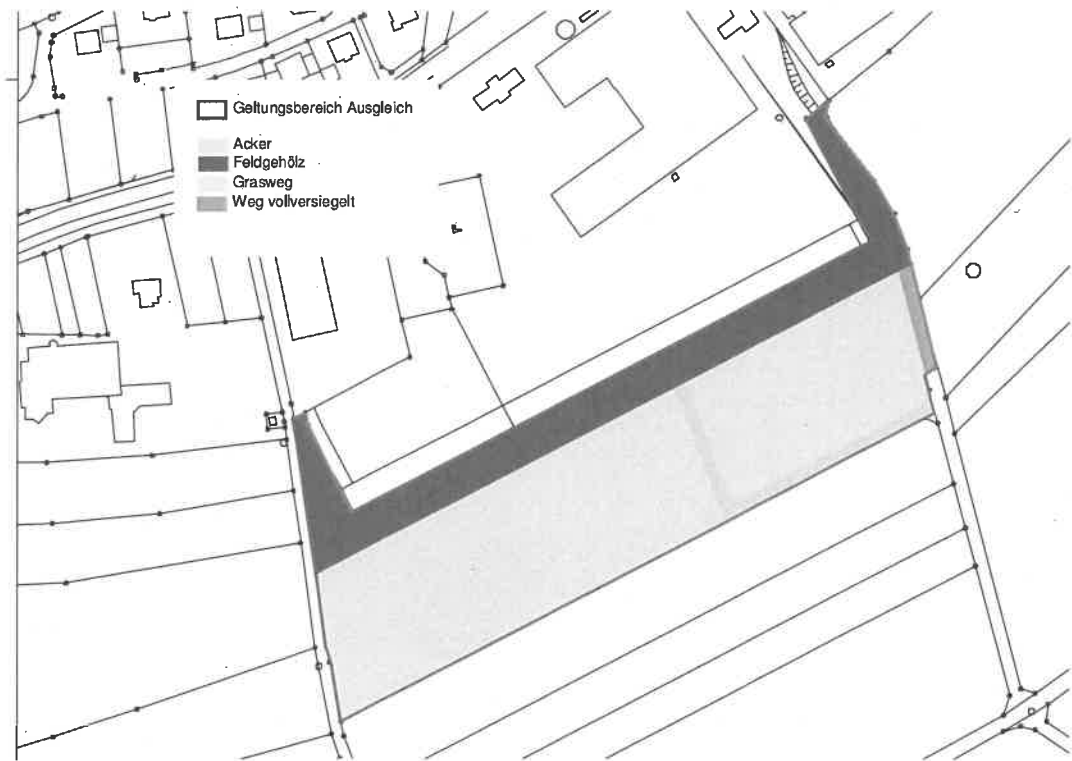 Geltungsbereich Ausgleich
Acker
Feldgehölz
Grasweg
Weg vollversiegelt